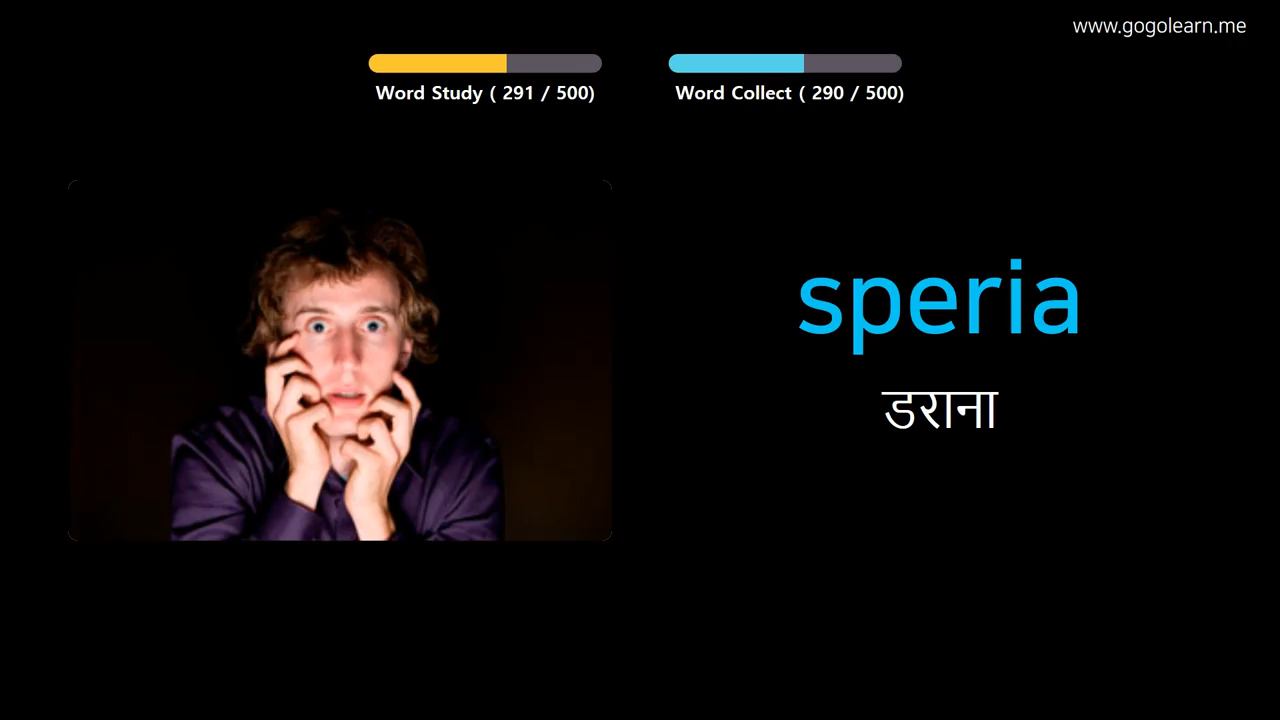 www.gogolearn.me
Word Study ( 291 / 500)
Word Collect ( 290 / 500)
speria
डराना